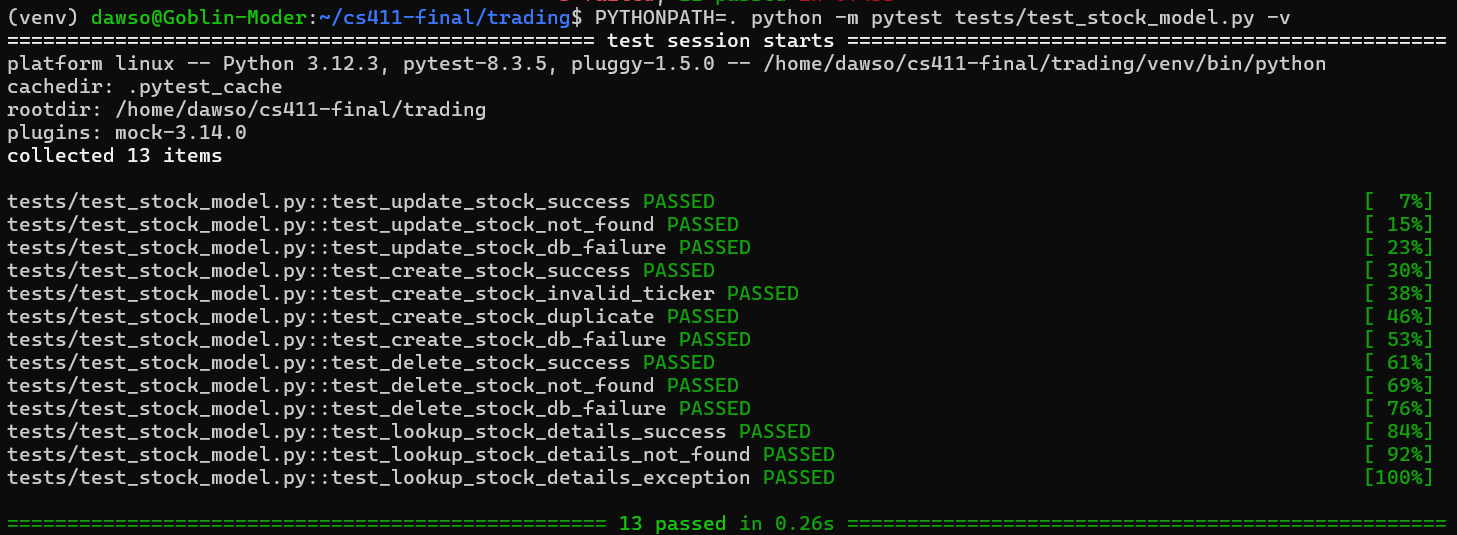 (venv) dawso@Goblin-Moder:~/cs411-final/trading$ PYTHONPATH=. python -m pytest tests/test_stock_model.py -v
================================================= test session starts ==================================================
platform linux -- Python 3.12.3, pytest-8.3.5, pluggy-1.5.0 -- /home/dawso/cs411-final/trading/venv/bin/python
cachedir: .pytest_cache
rootdir: /home/dawso/cs411-final/trading
plugins: mock-3.14.0
collected 13 items
tests/test_stock_model.py::test_update_stock_success PASSED [  7%]
tests/test_stock_model.py::test_update_stock_not_found PASSED [ 15%]
tests/test_stock_model.py::test_update_stock_db_failure PASSED [ 23%]
tests/test_stock_model.py::test_create_stock_success PASSED [ 30%]
tests/test_stock_model.py::test_create_stock_invalid_ticker PASSED [ 38%]
tests/test_stock_model.py::test_create_stock_duplicate PASSED [ 46%]
tests/test_stock_model.py::test_create_stock_db_failure PASSED [ 53%]
tests/test_stock_model.py::test_delete_stock_success PASSED [ 61%]
tests/test_stock_model.py::test_delete_stock_not_found PASSED [ 69%]
tests/test_stock_model.py::test_delete_stock_db_failure PASSED [ 76%]
tests/test_stock_model.py::test_lookup_stock_details_success PASSED [ 84%]
tests/test_stock_model.py::test_lookup_stock_details_not_found PASSED [ 92%]
tests/test_stock_model.py::test_lookup_stock_details_exception PASSED [100%]
================================================== 13 passed in 0.26s ==================================================